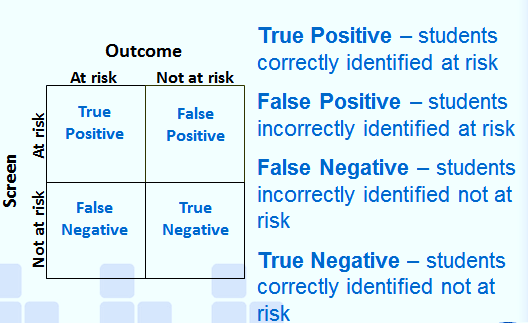 Outcome
At risk Not at risk
Screen
At risk
Not at risk
True
Positive
False
Positive
False
Negative
True
Negative
True Positive – students
correctly identified at risk
False Positive – students
incorrectly identified at risk
False Negative – students
incorrectly identified not at
risk
True Negative – students
correctly identified not at
risk